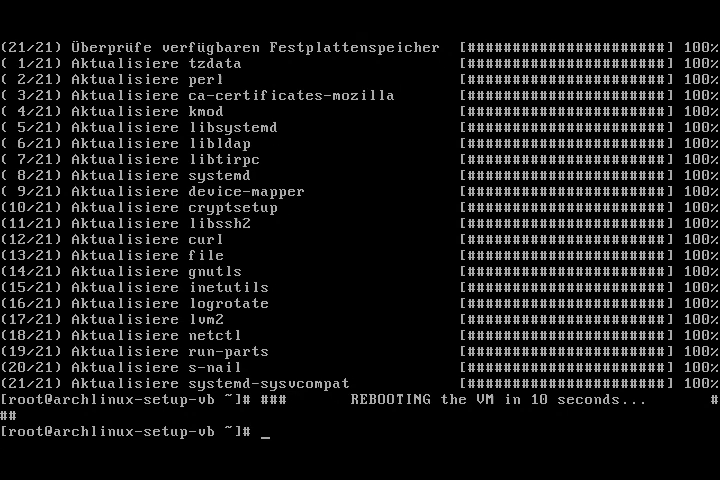 (21/21) Überprüfe verfügbaren Festplattenspeicher  [######################] 100%
( 1/21) Aktualisiere tzdata                        [######################] 100%
( 2/21) Aktualisiere perl                          [######################] 100%
( 3/21) Aktualisiere ca-certificates-mozilla       [######################] 100%
( 4/21) Aktualisiere kmod                          [######################] 100%
( 5/21) Aktualisiere libsystemd                    [######################] 100%
( 6/21) Aktualisiere libldap                       [######################] 100%
( 7/21) Aktualisiere libtirpc                      [######################] 100%
( 8/21) Aktualisiere systemd                       [######################] 100%
( 9/21) Aktualisiere device-mapper                 [######################] 100%
(10/21) Aktualisiere cryptsetup                    [######################] 100%
(11/21) Aktualisiere libssh2                       [######################] 100%
(12/21) Aktualisiere curl                          [######################] 100%
(13/21) Aktualisiere file                          [######################] 100%
(14/21) Aktualisiere gnutls                        [######################] 100%
(15/21) Aktualisiere inetutils                     [######################] 100%
(16/21) Aktualisiere logrotate                     [######################] 100%
(17/21) Aktualisiere lvm2                          [######################] 100%
(18/21) Aktualisiere netctl                        [######################] 100%
(19/21) Aktualisiere run-parts                     [######################] 100%
(20/21) Aktualisiere s-nail                        [######################] 100%
(21/21) Aktualisiere systemd-sysvcompat            [######################] 100%
[root@archlinux-setup-vb ~]# ###       REBOOTING the VM in 10 seconds...       #
##
[root@archlinux-setup-vb ~]# _